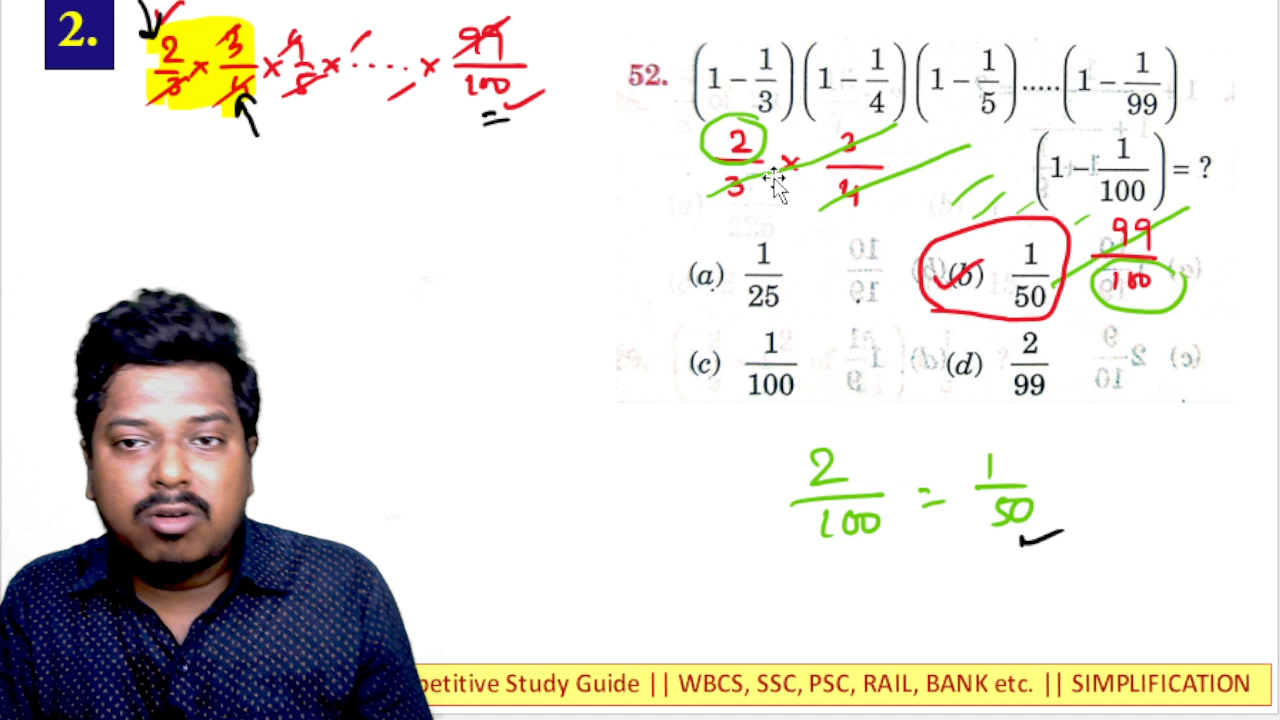 2.
2/3 × 3/4 × 4/5 × ..... × 99/100
52. (1 − 1/3) (1 − 1/4) (1 − 1/5) ..... (1 − 1/99)
(1 − 1/100) = ?
2/3 × 3/4
99/100
(a) 1/25 (b) 1/50
(c) 1/100 (d) 2/99
2/100 = 1/50
petitive Study Guide || WBCS, SSC, PSC, RAIL, BANK etc. || SIMPLIFICATION